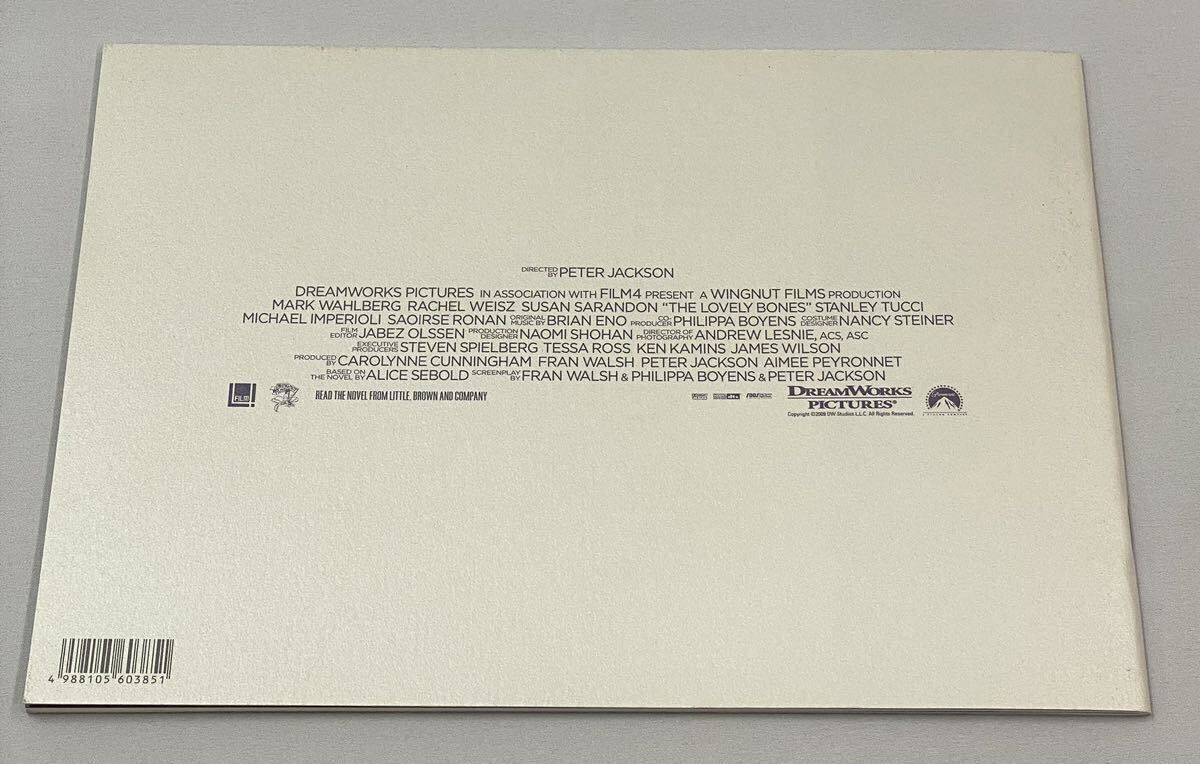 DIRECTED BY PETER JACKSON
DREAMWORKS PICTURES IN ASSOCIATION WITH FILM4 PRESENT A WINGNUT FILMS PRODUCTION
MARK WAHLBERG RACHEL WEISZ SUSAN SARANDON "THE LOVELY BONES" STANLEY TUCCI
MICHAEL IMPERIOLI SAOIRSE RONAN ORIGINAL MUSIC BY BRIAN ENO CO-PRODUCER PHILIPPA BOYENS COSTUME DESIGNER NANCY STEINER
FILM EDITOR JABEZ OLSSEN PRODUCTION DESIGNER NAOMI SHOHAN DIRECTOR OF PHOTOGRAPHY ANDREW LESNIE, ACS, ASC
EXECUTIVE PRODUCERS STEVEN SPIELBERG TESSA ROSS KEN KAMINS JAMES WILSON
PRODUCED BY CAROLYNNE CUNNINGHAM FRAN WALSH PETER JACKSON AIMEE PEYRONNET
BASED ON THE NOVEL BY ALICE SEBOLD SCREENPLAY BY FRAN WALSH & PHILIPPA BOYENS & PETER JACKSON
FILM4 READ THE NOVEL FROM LITTLE, BROWN AND COMPANY dts DREAMWORKS PICTURES® Paramount
Copyright ©2009 DW Studios L.L.C. All Rights Reserved.
4 988105 603851